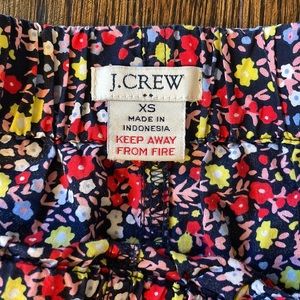 J.CREW
XS
MADE IN
INDONESIA
KEEP AWAY
FROM FIRE